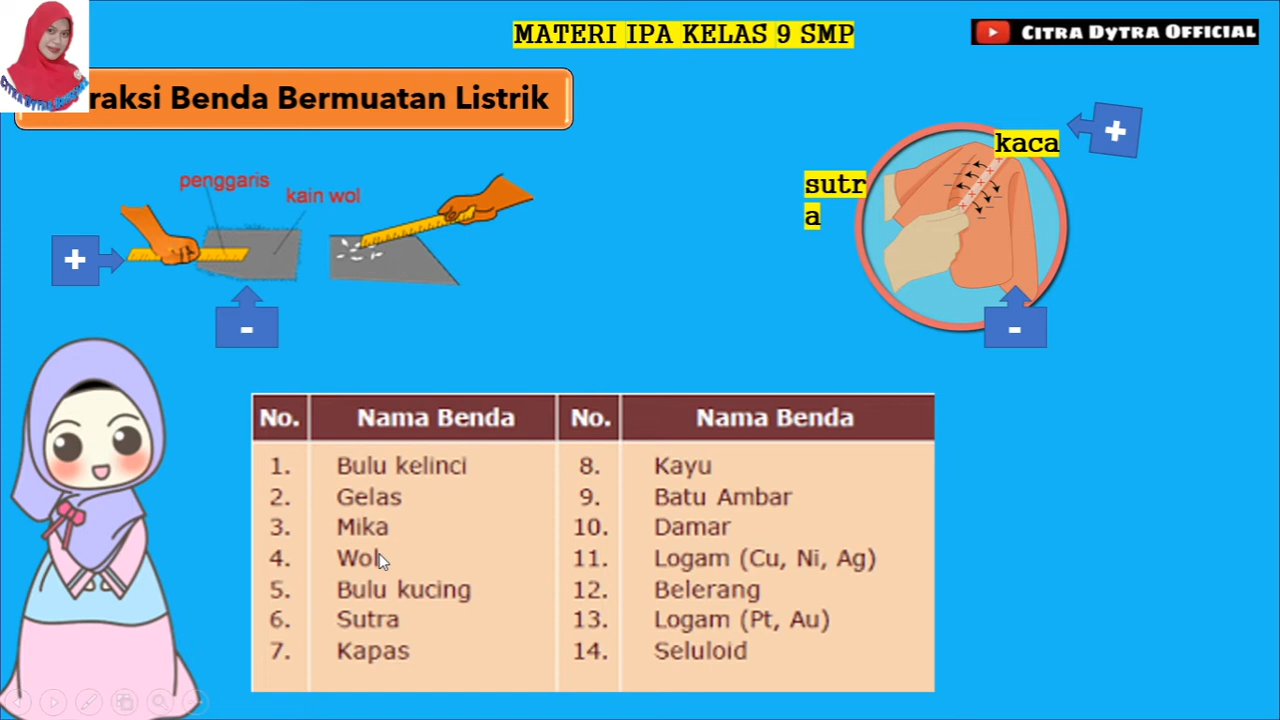 MATERI IPA KELAS 9 SMP
CITRA DYTRA OFFICIAL
raksi Benda Bermuatan Listrik
penggaris
kain wol
kaca
sutr
a
+
+
-
-
No. Nama Benda No. Nama Benda
1. Bulu kelinci 8. Kayu
2. Gelas 9. Batu Ambar
3. Mika 10. Damar
4. Wol 11. Logam (Cu, Ni, Ag)
5. Bulu kucing 12. Belerang
6. Sutra 13. Logam (Pt, Au)
7. Kapas 14. Seluloid